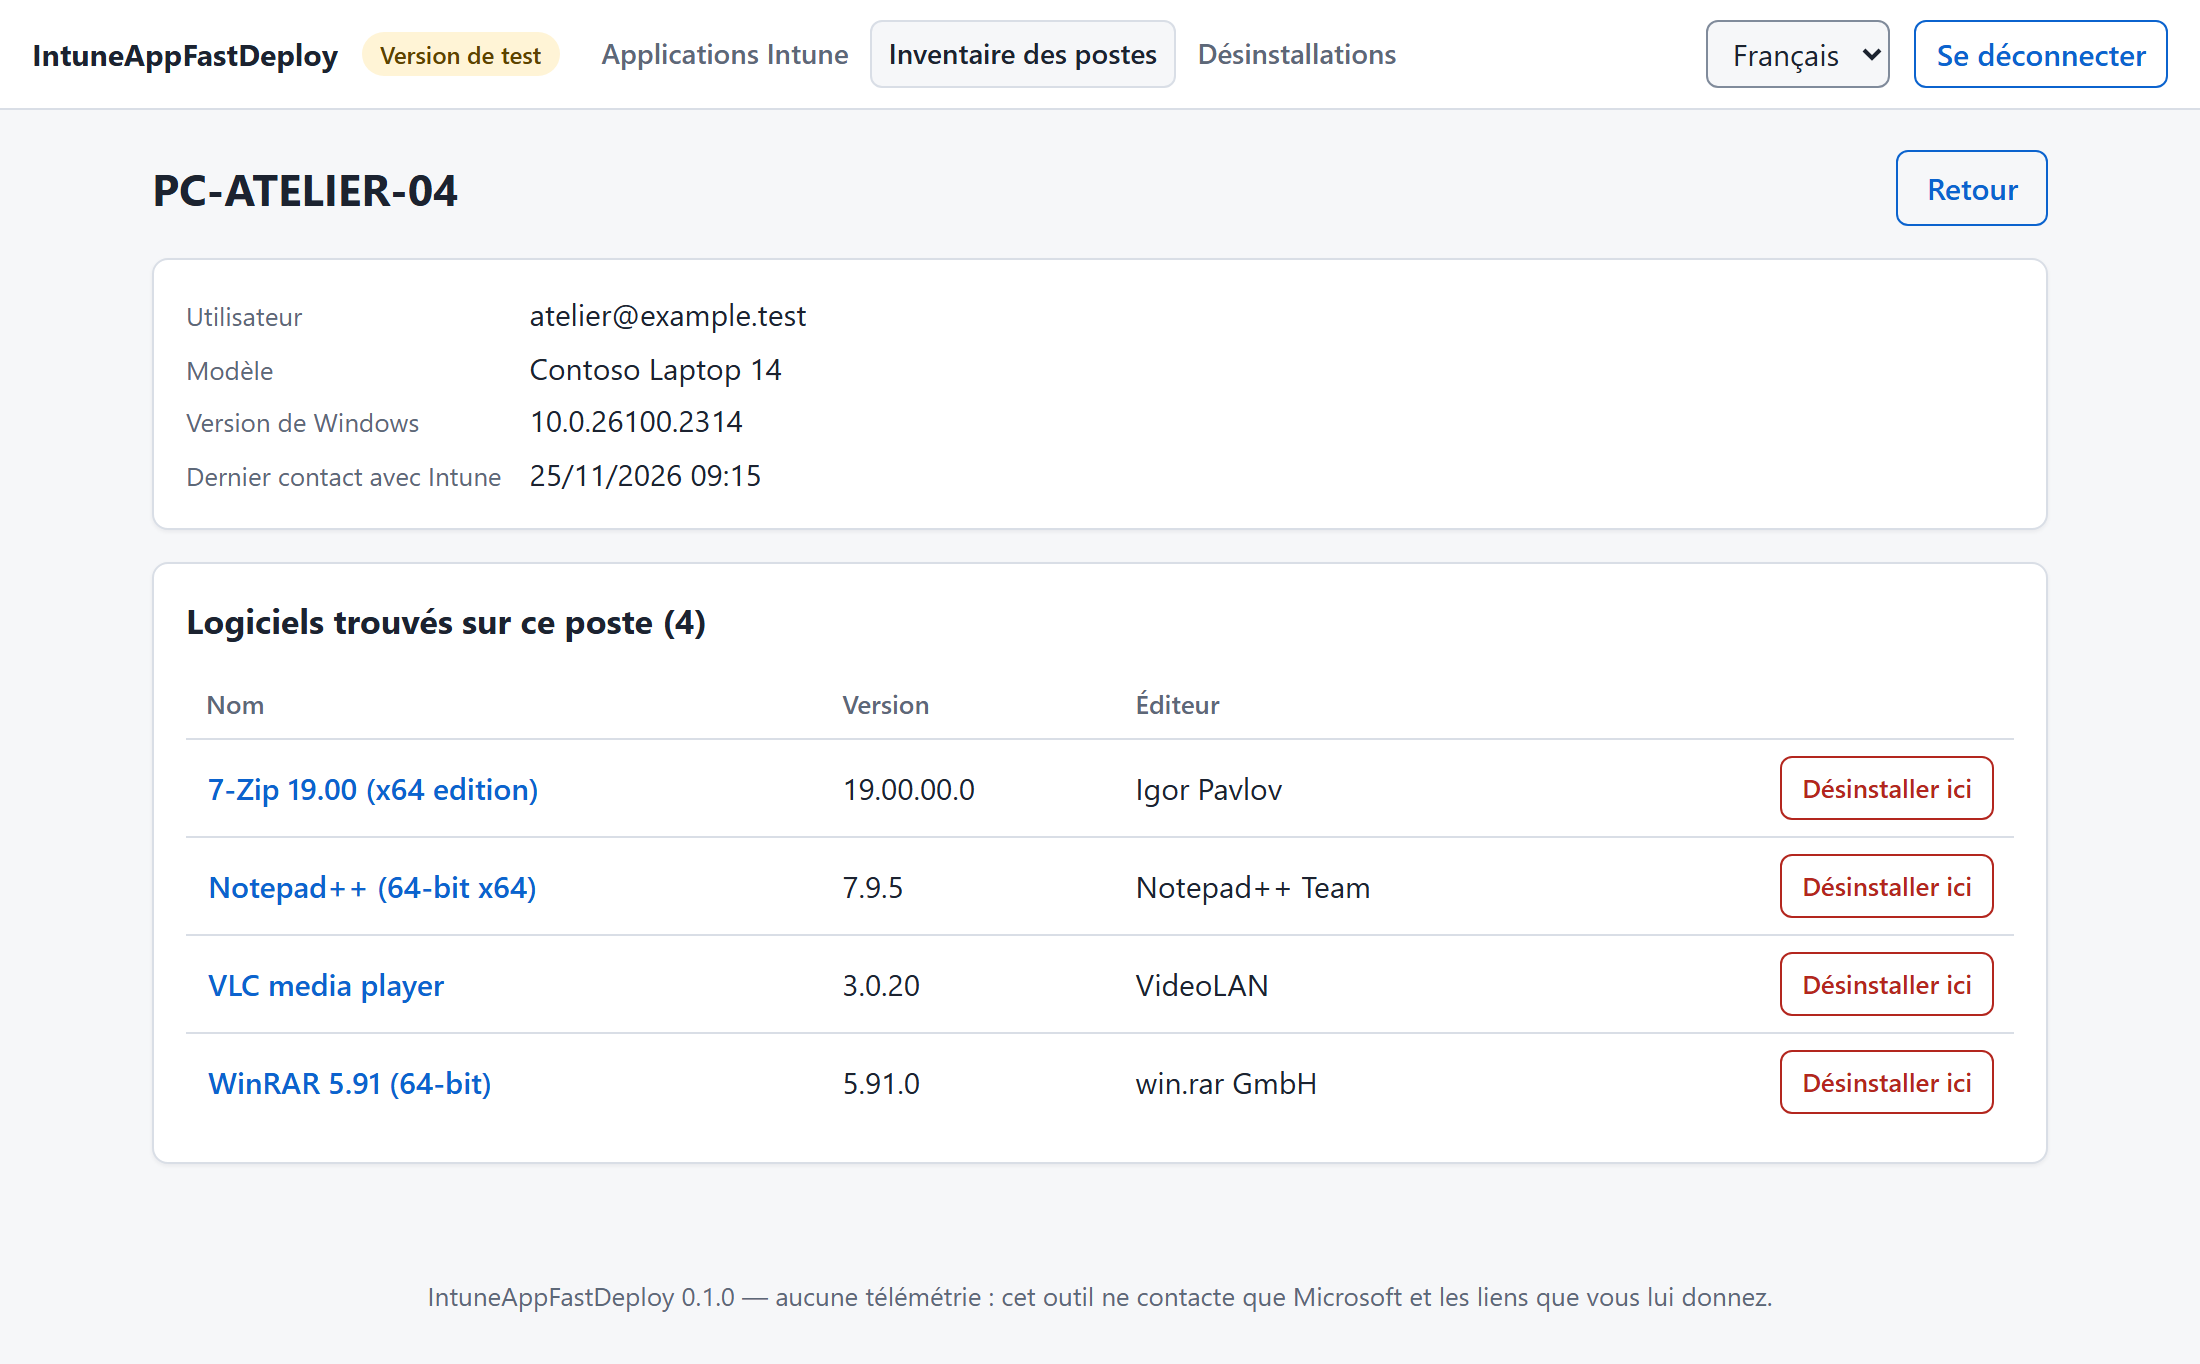 IntuneAppFastDeploy Version de test Applications Intune Inventaire des postes Désinstallations Français Se déconnecter
PC-ATELIER-04 Retour
Utilisateur atelier@example.test
Modèle Contoso Laptop 14
Version de Windows 10.0.26100.2314
Dernier contact avec Intune 25/11/2026 09:15
Logiciels trouvés sur ce poste (4)
Nom Version Éditeur
7-Zip 19.00 (x64 edition) 19.00.00.0 Igor Pavlov Désinstaller ici
Notepad++ (64-bit x64) 7.9.5 Notepad++ Team Désinstaller ici
VLC media player 3.0.20 VideoLAN Désinstaller ici
WinRAR 5.91 (64-bit) 5.91.0 win.rar GmbH Désinstaller ici
IntuneAppFastDeploy 0.1.0 — aucune télémétrie : cet outil ne contacte que Microsoft et les liens que vous lui donnez.